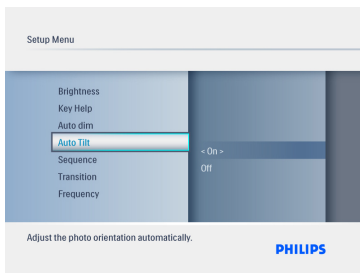 Setup Menu
Brightness
Key Help
Auto dim
Auto Tilt
Sequence
Transition
Frequency
< On >
Off
Adjust the photo orientation automatically.
PHILIPS